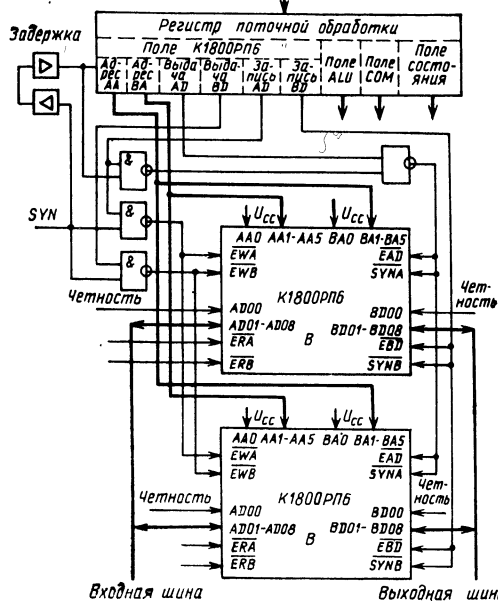 Регистр поточной обработки
Задержка
Поле К1800РП6
Поле ALU
Поле COM
Поле состо-яния
Ад-рес AA
Ад-рес BA
Выда-ча AD
Выда-ча BD
За-пись AD
За-пись BD
&
&
SYN
&
Ucc
Ucc
AA0 AA1-AA5 BA0 BA1-BA5
EWA
EAD
EWB
SYNA
Четность
К1800РП6
Чет-ность
AD00
BD00
AD01-AD08
BD01-BD08
ERA
B
EBD
ERB
SYNB
Ucc
Ucc
AA0 AA1-AA5 BA0 BA1-BA5
EWA
EAD
EWB
SYNA
Четность
К1800РП6
Чет-ность
AD00
BD00
AD01-AD08
BD01-BD08
ERA
B
EBD
ERB
SYNB
Входная шина
Выходная шин